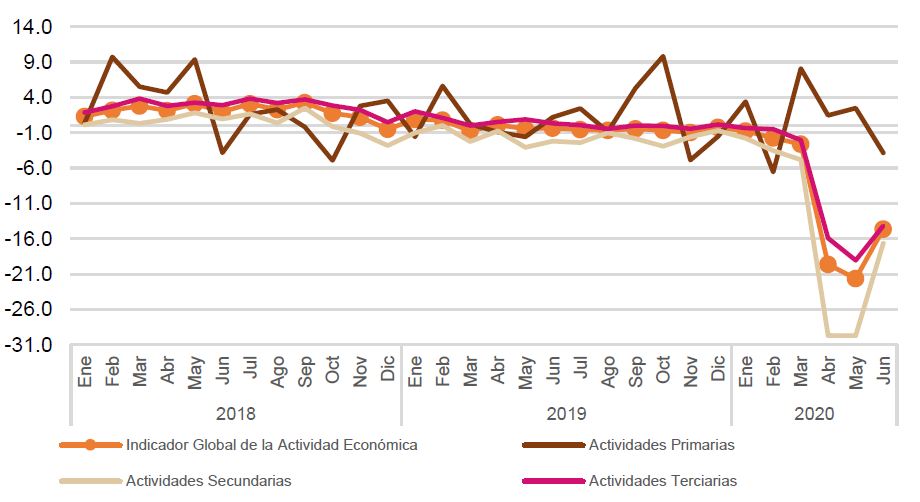 14.0
9.0
4.0
-1.0
-6.0
-11.0
-16.0
-21.0
-26.0
-31.0
Ene Feb Mar Abr May Jun Jul Ago Sep Oct Nov Dic Ene Feb Mar Abr May Jun Jul Ago Sep Oct Nov Dic Ene Feb Mar Abr May Jun
2018 2019 2020
Indicador Global de la Actividad Económica Actividades Primarias
Actividades Secundarias Actividades Terciarias